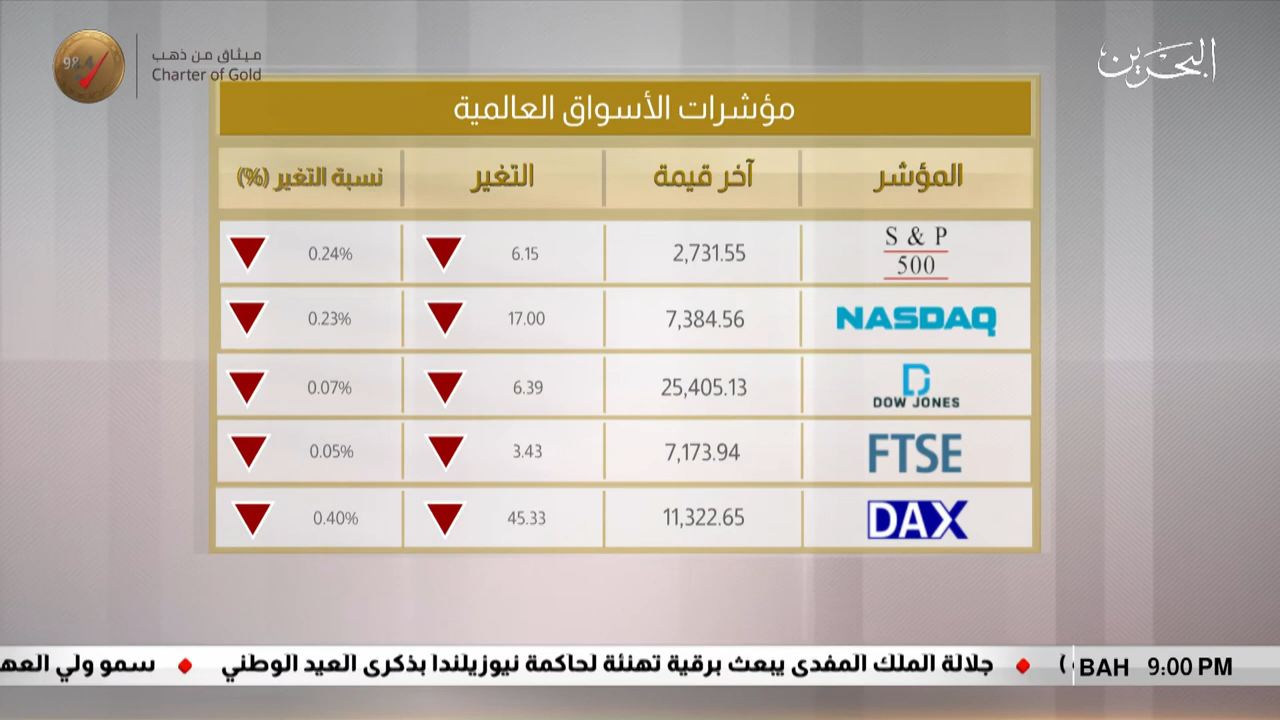 98.4
ميثاق من ذهب
Charter of Gold
البحرين
مؤشرات الأسواق العالمية
المؤشر آخر قيمة التغير نسبة التغير (%)
S & P 500 2,731.55 6.15 0.24%
NASDAQ 7,384.56 17.00 0.23%
DOW JONES 25,405.13 6.39 0.07%
FTSE 7,173.94 3.43 0.05%
DAX 11,322.65 45.33 0.40%
BAH 9:00 PM
جلالة الملك المفدى يبعث برقية تهنئة لحاكمة نيوزيلندا بذكرى العيد الوطني
سمو ولي